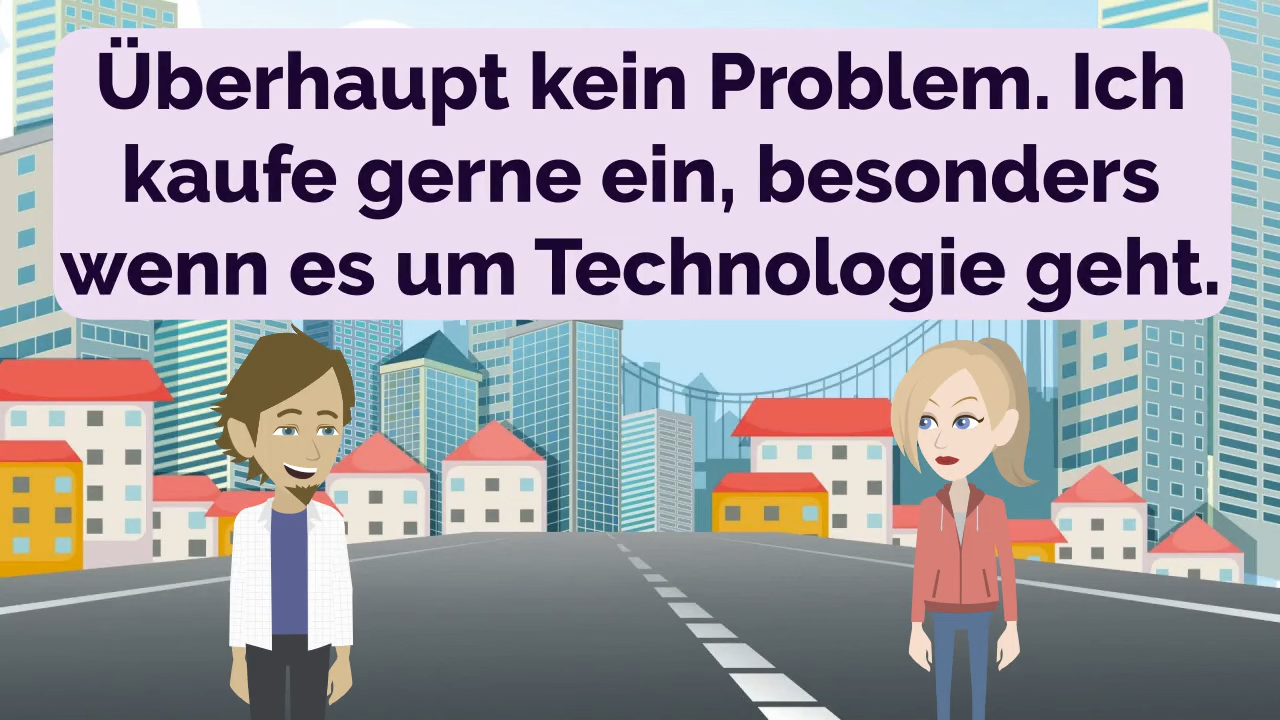 Überhaupt kein Problem. Ich
kaufe gerne ein, besonders
wenn es um Technologie geht.